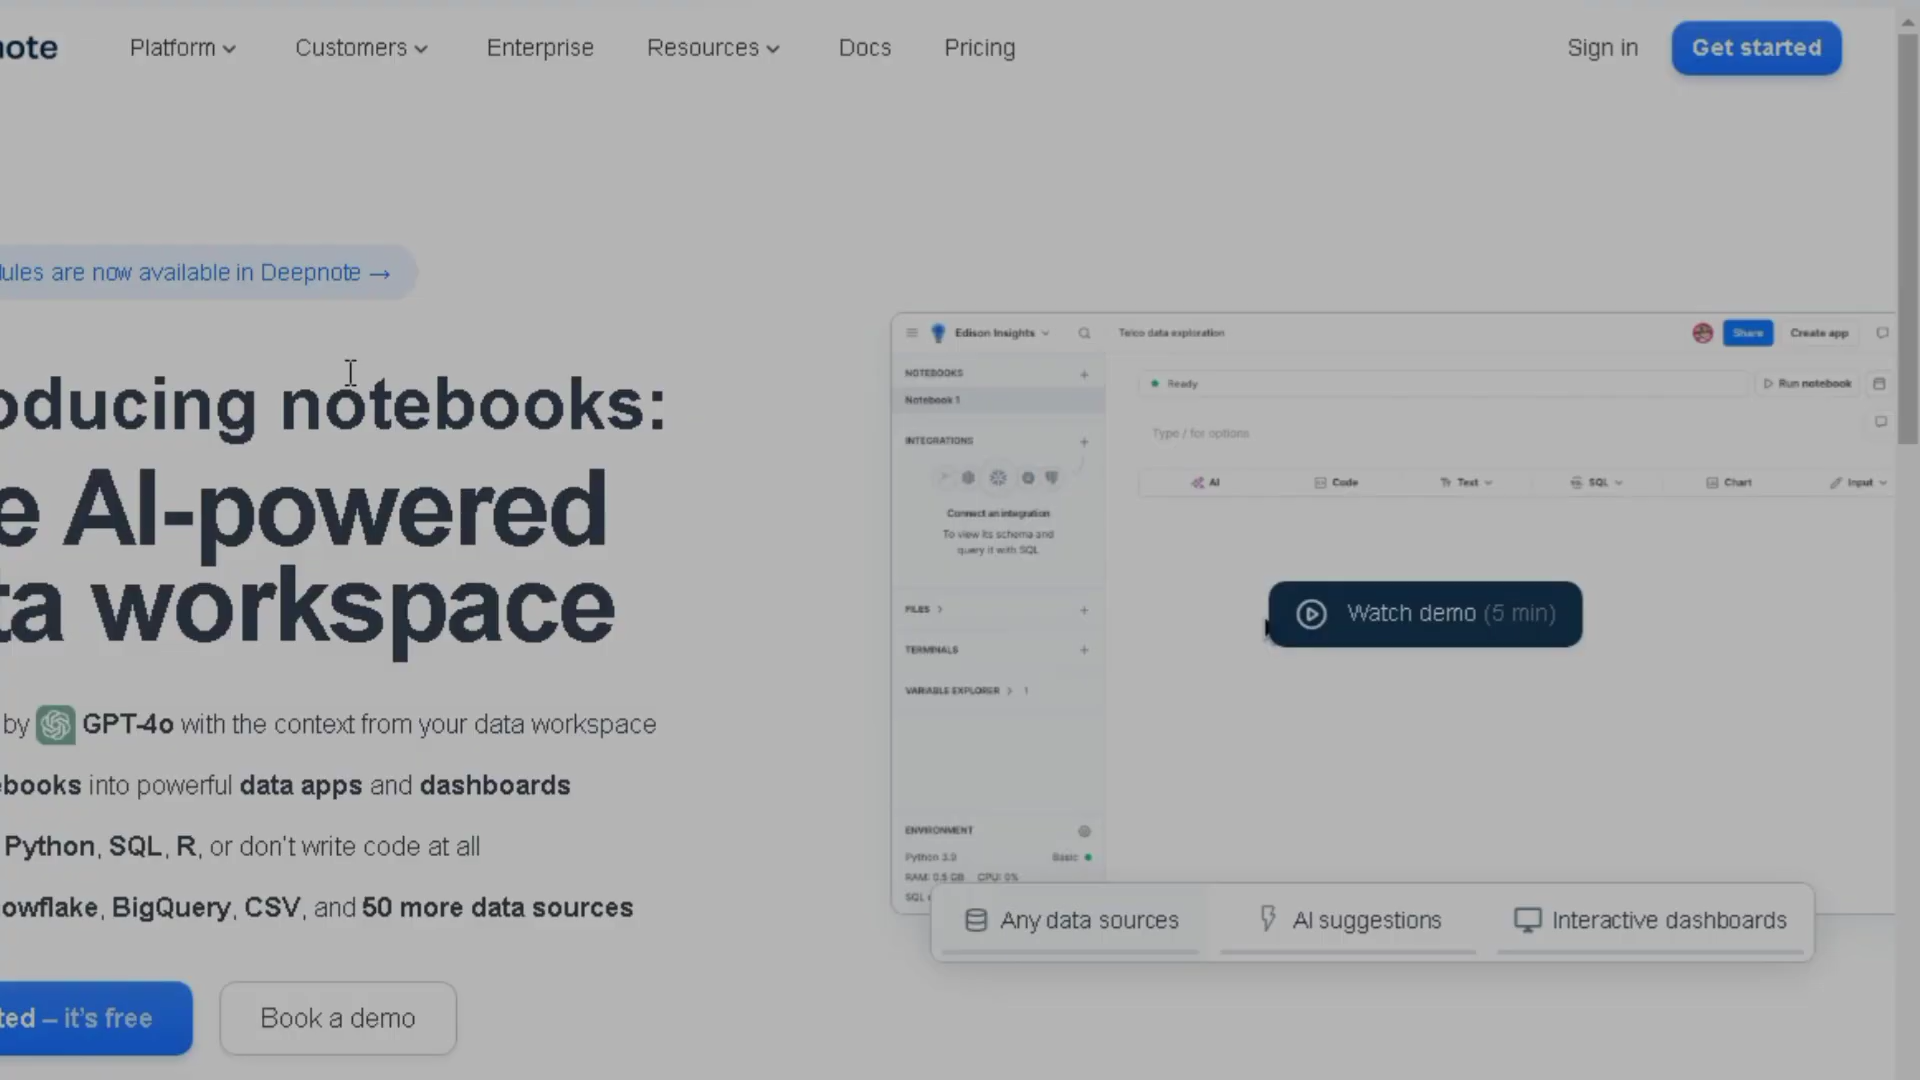 note
Platform
Customers
Enterprise
Resources
Docs
Pricing
Sign in
Get started
ules are now available in Deepnote →
oducing notebooks:
e AI-powered
ta workspace
by GPT-4o with the context from your data workspace
ebooks into powerful data apps and dashboards
Python, SQL, R, or don't write code at all
owflake, BigQuery, CSV, and 50 more data sources
ted – it's free
Book a demo
Edison Insights
Telco data exploration
Share
Create app
NOTEBOOKS
Notebook 1
Ready
Run notebook
Type / for options
INTEGRATIONS
AI
Code
Tr Text
SQL
Chart
Input
Connect an integration
To view its schema and
query it with SQL
Watch demo (5 min)
FILES
TERMINALS
VARIABLE EXPLORER > 1
ENVIRONMENT
Python 3.9
Basic
RAM: 0.5 GB CPU: 0%
SQL
Any data sources
AI suggestions
Interactive dashboards